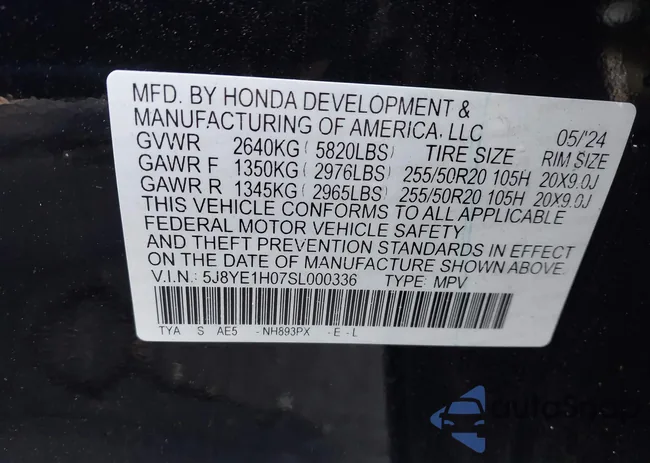 MFD. BY HONDA DEVELOPMENT &
MANUFACTURING OF AMERICA, LLC 05/'24
GVWR 2640KG ( 5820LBS) TIRE SIZE RIM SIZE
GAWR F 1350KG ( 2976LBS) 255/50R20 105H 20X9.0J
GAWR R 1345KG ( 2965LBS) 255/50R20 105H 20X9.0J
THIS VEHICLE CONFORMS TO ALL APPLICABLE
FEDERAL MOTOR VEHICLE SAFETY
AND THEFT PREVENTION STANDARDS IN EFFECT
ON THE DATE OF MANUFACTURE SHOWN ABOVE.
V.I.N.: 5J8YE1H07SL000336 TYPE: MPV
TYA S AE5 -NH893PX -E-L